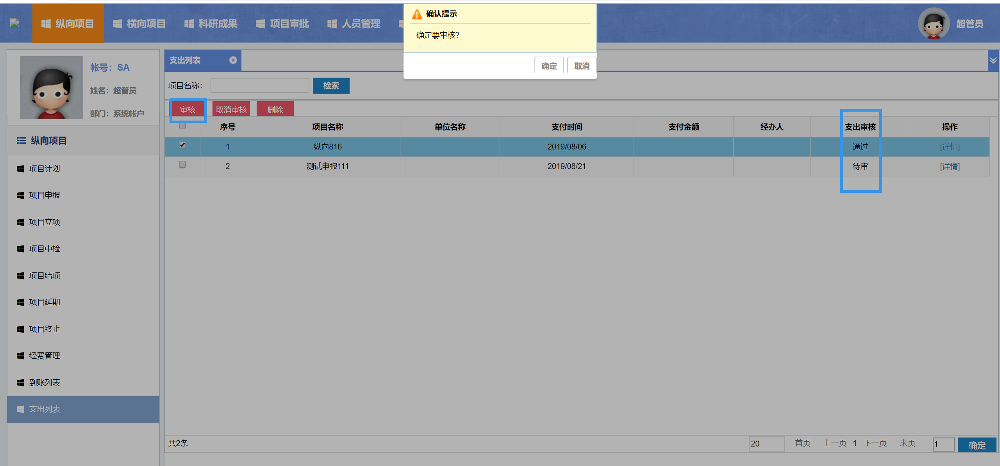 纵向项目 横向项目 科研成果 项目审批 人员管理 超管员
确认提示
确定要审核?
确定 取消
帐号：SA
姓名：超管员
部门：系统帐户
纵向项目
项目计划
项目申报
项目立项
项目中检
项目结项
项目延期
项目终止
经费管理
到账列表
支出列表
支出列表
项目名称： 检索
审核 取消审核 删除
序号 项目名称 单位名称 支付时间 支付金额 经办人 支出审核 操作
1 纵向816 2019/08/06 通过 [详情]
2 测试申报111 2019/08/21 待审 [详情]
共2条 20 首页 上一页 1 下一页 末页 1 确定